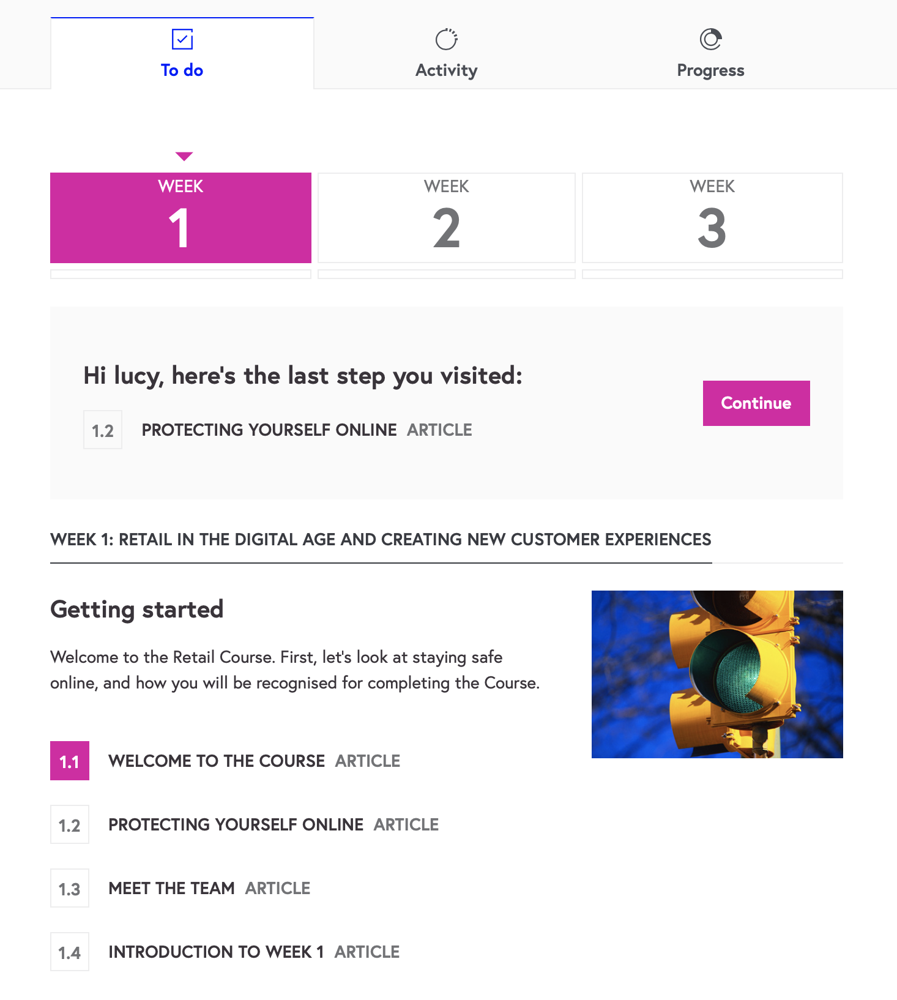 To do
Activity
Progress
WEEK
1
WEEK
2
WEEK
3
Hi lucy, here's the last step you visited:
1.2 PROTECTING YOURSELF ONLINE ARTICLE
Continue
WEEK 1: RETAIL IN THE DIGITAL AGE AND CREATING NEW CUSTOMER EXPERIENCES
Getting started
Welcome to the Retail Course. First, let's look at staying safe
online, and how you will be recognised for completing the Course.
1.1 WELCOME TO THE COURSE ARTICLE
1.2 PROTECTING YOURSELF ONLINE ARTICLE
1.3 MEET THE TEAM ARTICLE
1.4 INTRODUCTION TO WEEK 1 ARTICLE